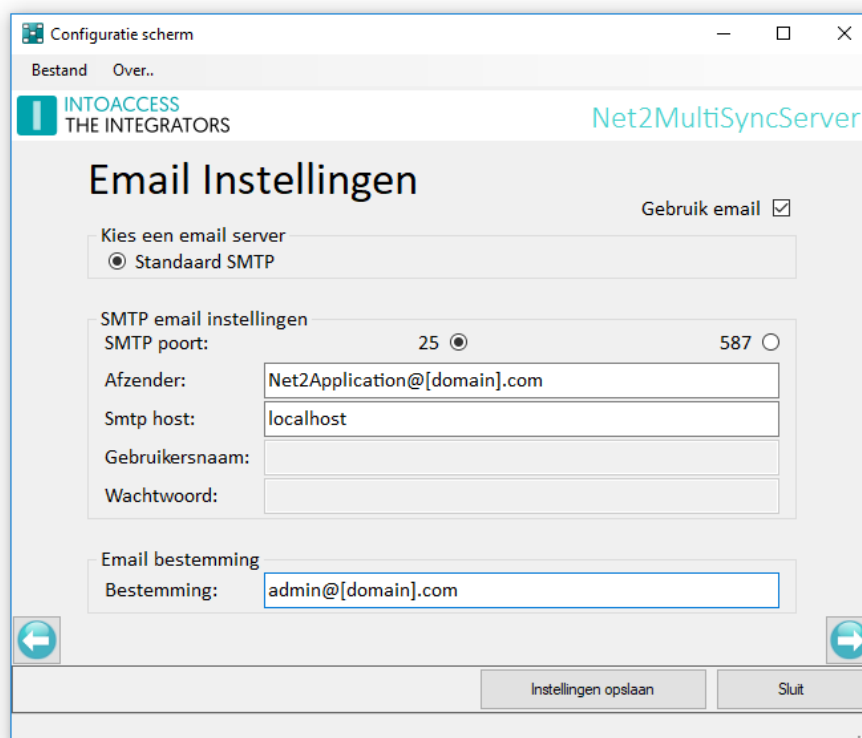 Configuratie scherm
Bestand Over..
INTOACCESS
THE INTEGRATORS
Net2MultiSyncServer
Email Instellingen
Gebruik email
Kies een email server
Standaard SMTP
SMTP email instellingen
SMTP poort: 25 587
Afzender: Net2Application@[domain].com
Smtp host: localhost
Gebruikersnaam:
Wachtwoord:
Email bestemming
Bestemming: admin@[domain].com
Instellingen opslaan Sluit